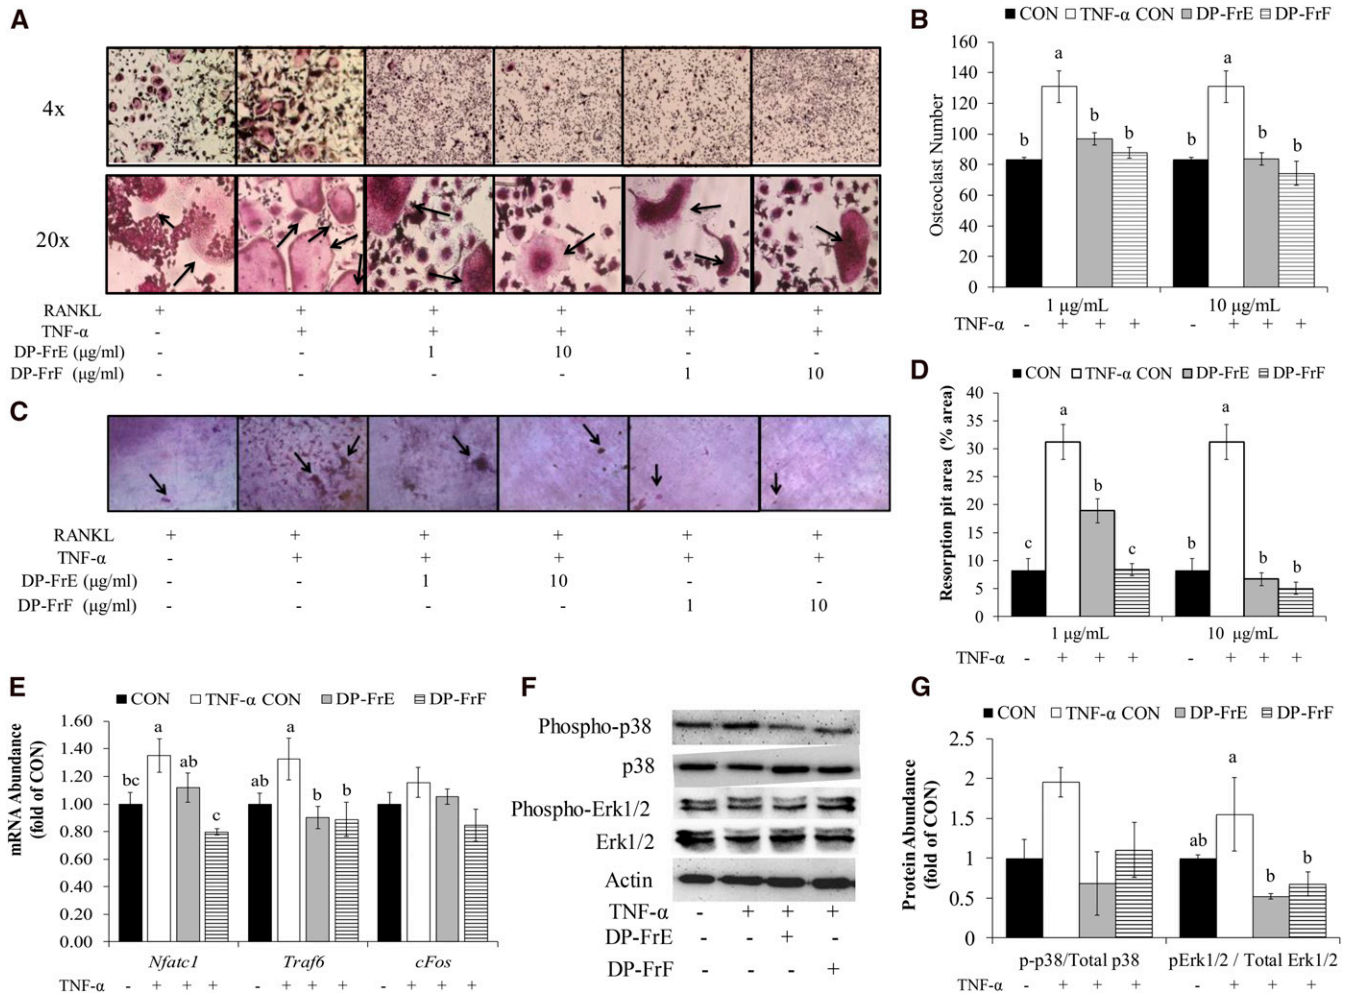 A
4x
20x
RANKL + + + + + +
TNF-α - + + + + +
DP-FrE (µg/ml) - - 1 10 - -
DP-FrF (µg/ml) - - - - 1 10
B
CON TNF-α CON DP-FrE DP-FrF
Osteoclast Number
160
140
120
100
80
60
40
20
0
b a b b b a b b
1 µg/mL 10 µg/mL
TNF-α - + + + - + + +
C
RANKL + + + + + +
TNF-α - + + + + +
DP-FrE (µg/ml) - - 1 10 - -
DP-FrF (µg/ml) - - - - 1 10
D
CON TNF-α CON DP-FrE DP-FrF
Resorption pit area (% area)
40
35
30
25
20
15
10
5
0
c a b c b a b b
1 µg/mL 10 µg/mL
TNF-α - + + + - + + +
E
CON TNF-α CON DP-FrE DP-FrF
mRNA Abundance
(fold of CON)
1.60
1.40
1.20
1.00
0.80
0.60
0.40
0.20
0.00
bc a ab c ab a b b
Nfatc1 Traf6 cFos
TNF-α - + + + - + + + - + + +
F
Phospho-p38
p38
Phospho-Erk1/2
Erk1/2
Actin
TNF-α - + + +
DP-FrE - - + -
DP-FrF - - - +
G
CON TNF-α CON DP-FrE DP-FrF
Protein Abundance
(fold of CON)
2.5
2
1.5
1
0.5
0
ab a b b
p-p38/Total p38 pErk1/2 / Total Erk1/2
TNF-α - + + + - + + +